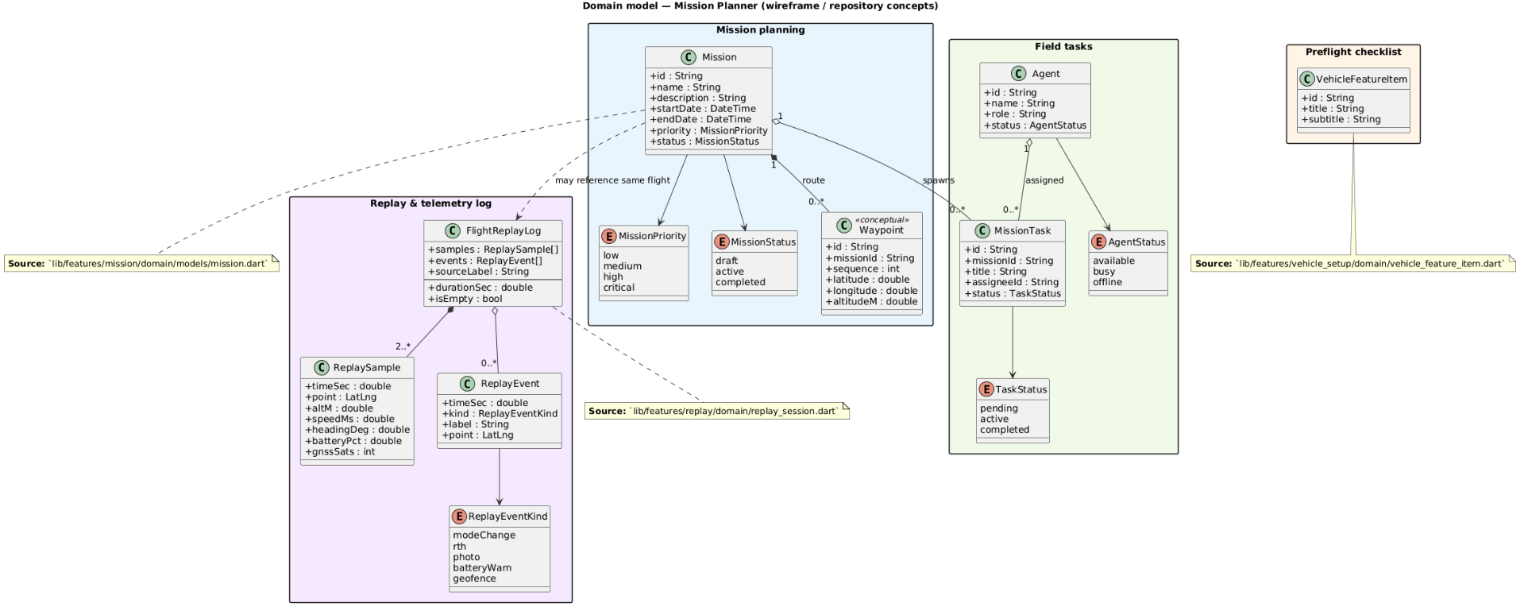 Domain model — Mission Planner (wireframe / repository concepts)
Mission planning
C Mission
+id : String
+name : String
+description : String
+startDate : DateTime
+endDate : DateTime
+priority : MissionPriority
+status : MissionStatus
Field tasks
C Agent
+id : String
+name : String
+role : String
+status : AgentStatus
Preflight checklist
C VehicleFeatureItem
+id : String
+title : String
+subtitle : String
1
1
1
may reference same flight
route
spawns
assigned
0..*
0..*
0..*
Replay & telemetry log
C FlightReplayLog
+samples : ReplaySample[]
+events : ReplayEvent[]
+sourceLabel : String
+durationSec : double
+isEmpty : bool
E MissionPriority
low
medium
high
critical
E MissionStatus
draft
active
completed
C «conceptual»
Waypoint
+id : String
+missionId : String
+sequence : int
+latitude : double
+longitude : double
+altitudeM : double
C MissionTask
+id : String
+missionId : String
+title : String
+assigneeId : String
+status : TaskStatus
E AgentStatus
available
busy
offline
Source: `lib/features/mission/domain/models/mission.dart`
Source: `lib/features/vehicle_setup/domain/vehicle_feature_item.dart`
2..*
0..*
C ReplaySample
+timeSec : double
+point : LatLng
+altM : double
+speedMs : double
+headingDeg : double
+batteryPct : double
+gnssSats : int
C ReplayEvent
+timeSec : double
+kind : ReplayEventKind
+label : String
+point : LatLng
Source: `lib/features/replay/domain/replay_session.dart`
E TaskStatus
pending
active
completed
E ReplayEventKind
modeChange
rth
photo
batteryWarn
geofence